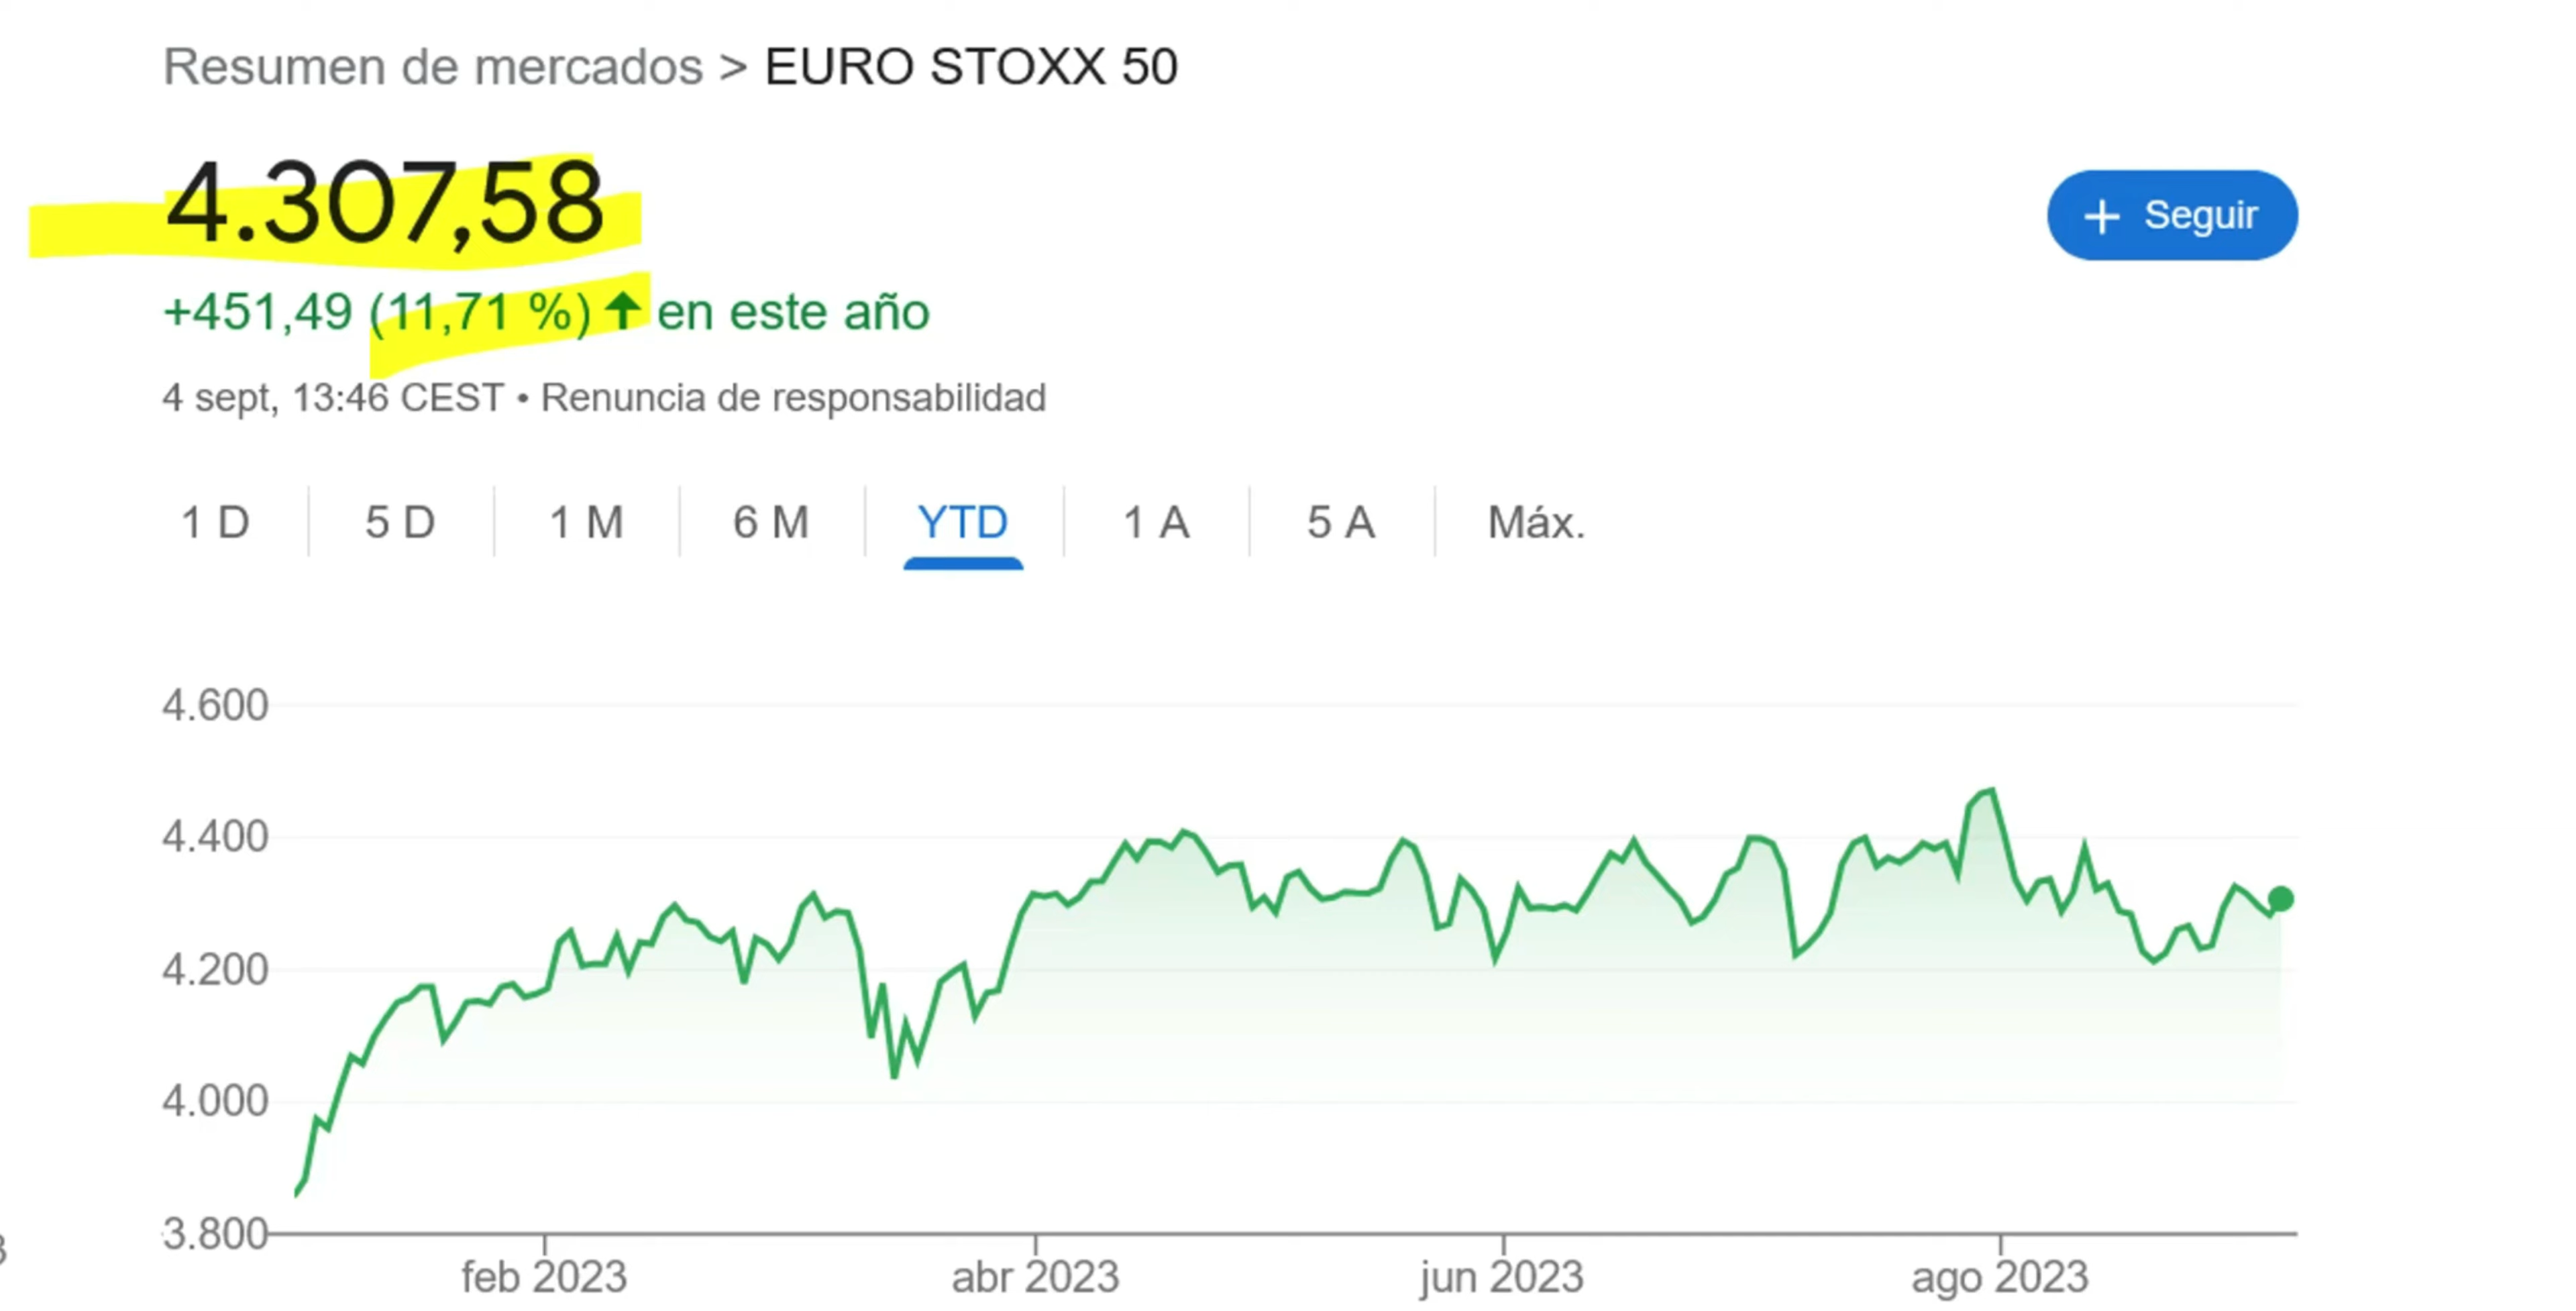 Resumen de mercados > EURO STOXX 50
4.307,58
+ Seguir
+451,49 (11,71 %) ↑ en este año
4 sept, 13:46 CEST • Renuncia de responsabilidad
1 D 5 D 1 M 6 M YTD 1 A 5 A Máx.
4.600
4.400
4.200
4.000
3.800
feb 2023 abr 2023 jun 2023 ago 2023